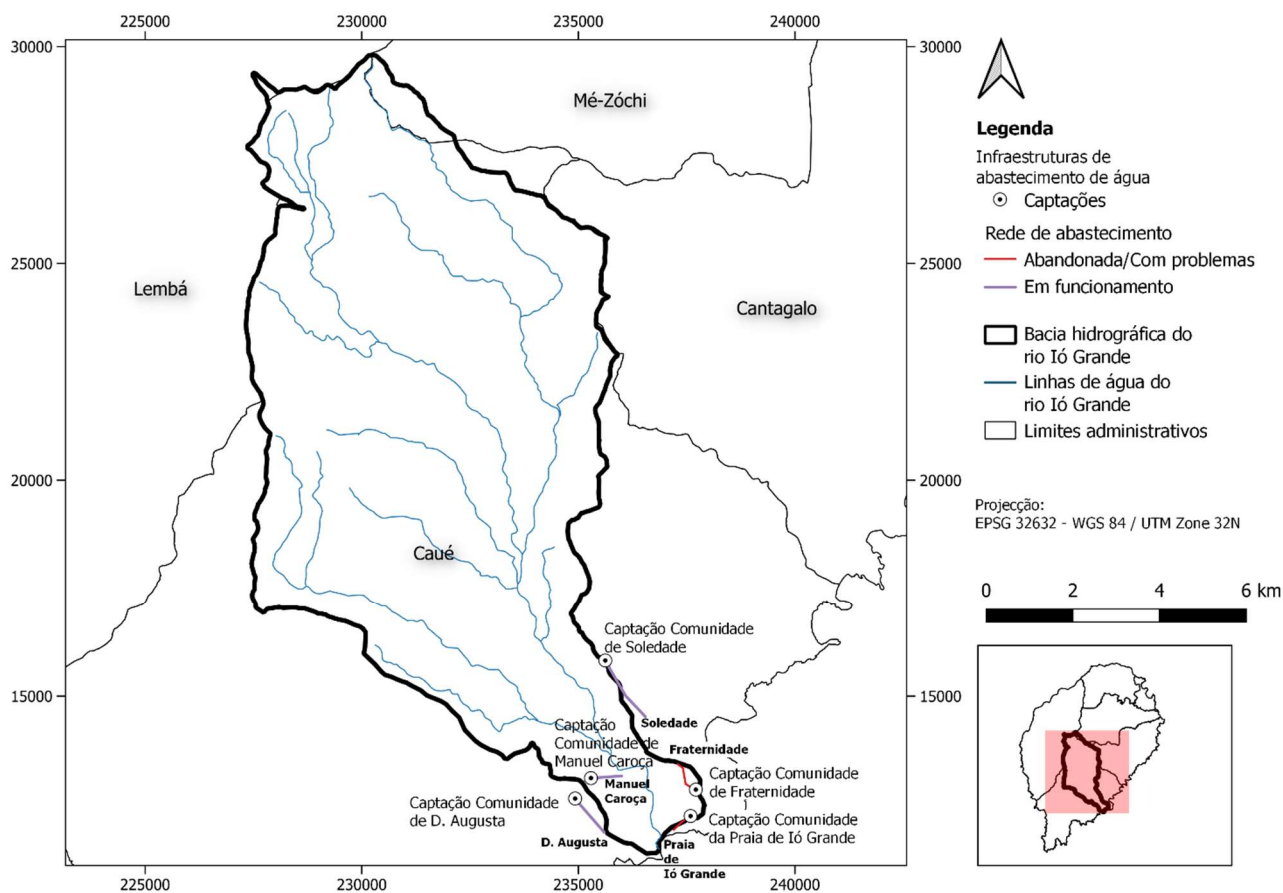 225000
230000
235000
240000
30000
30000
Mé-Zóchi
25000
25000
Lembá
Cantagalo
20000
20000
Caué
Captação Comunidade
de Soledade
15000
15000
Soledade
Captação
Comunidade de
Manuel Caroça
Fraternidade
Manuel
Caroça
Captação Comunidade
de Fraternidade
Captação Comunidade
de D. Augusta
Captação Comunidade
da Praia de Ió Grande
D. Augusta
Praia
de
Ió Grande
225000
230000
235000
240000
Legenda
Infraestruturas de
abastecimento de água
Captações
Rede de abastecimento
Abandonada/Com problemas
Em funcionamento
Bacia hidrográfica do
rio Ió Grande
Linhas de água do
rio Ió Grande
Limites administrativos
Projecção:
EPSG 32632 - WGS 84 / UTM Zone 32N
0 2 4 6 km